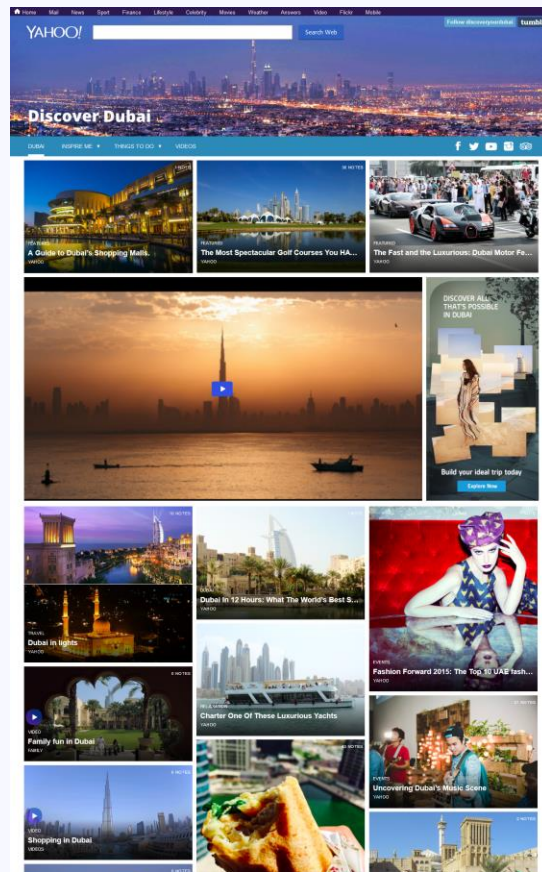 Home Mail News Sport Finance Lifestyle Celebrity Movies Weather Answers Video Flickr Mobile
Follow discoveryourdubai
YAHOO!
Search Web
Discover Dubai
DUBAI INSPIRE ME THINGS TO DO VIDEOS
FEATURED
A Guide to Dubai's Shopping Malls.
YAHOO
FEATURED
The Most Spectacular Golf Courses You HA...
YAHOO
FEATURED
The Fast and the Luxurious: Dubai Motor Fe...
YAHOO
DISCOVER ALL
THAT'S POSSIBLE
IN DUBAI
Build your ideal trip today
Explore Now
TRAVEL
Dubai in lights
YAHOO
Dubai In 12 Hours: What The World's Best S...
YAHOO
EVENTS
Fashion Forward 2015: The Top 10 UAE fash...
YAHOO
VIDEO
Family fun in Dubai
FAMILY
Charter One Of These Luxurious Yachts
YAHOO
EVENTS
Uncovering Dubai's Music Scene
YAHOO
VIDEO
Shopping in Dubai
VIDEOS